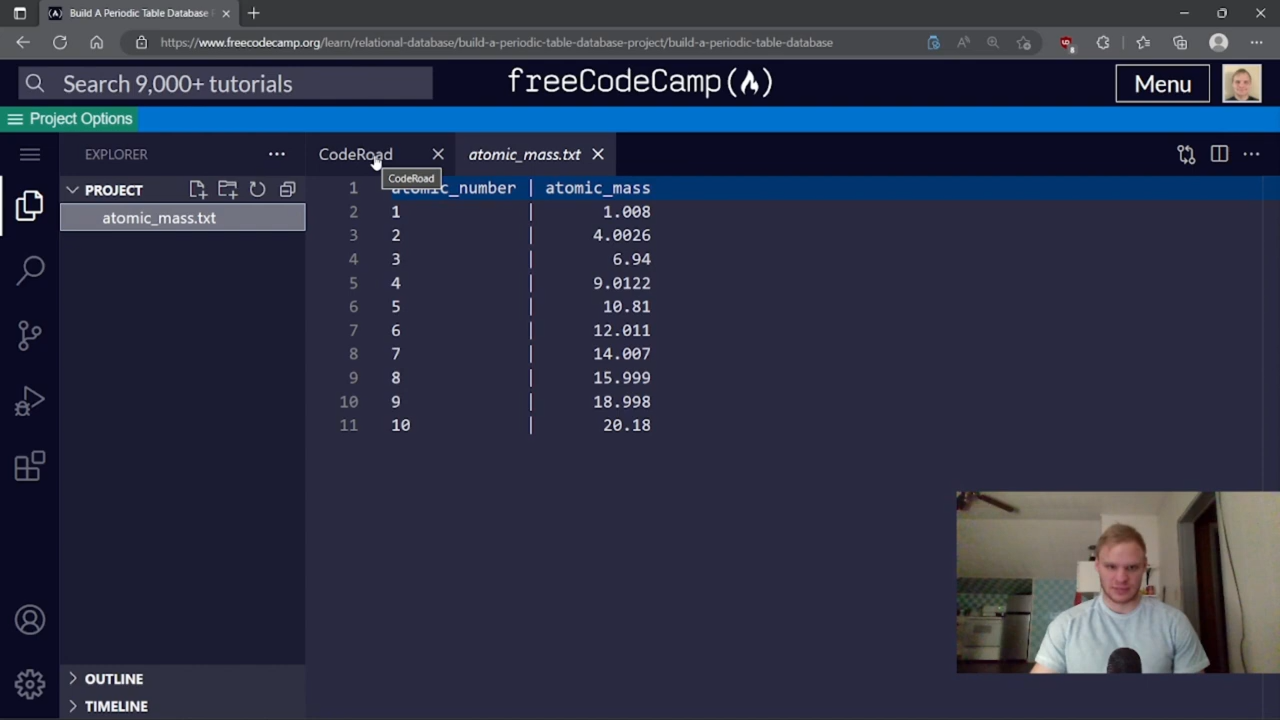 Build A Periodic Table Database
https://www.freecodecamp.org/learn/relational-database/build-a-periodic-table-database-project/build-a-periodic-table-database
Search 9,000+ tutorials
freeCodeCamp(🔥)
Menu
Project Options
EXPLORER
CodeRoad
atomic_mass.txt
CodeRoad
PROJECT
atomic_mass.txt
1 atomic_number | atomic_mass
2 1 | 1.008
3 2 | 4.0026
4 3 | 6.94
5 4 | 9.0122
6 5 | 10.81
7 6 | 12.011
8 7 | 14.007
9 8 | 15.999
10 9 | 18.998
11 10 | 20.18
OUTLINE
TIMELINE